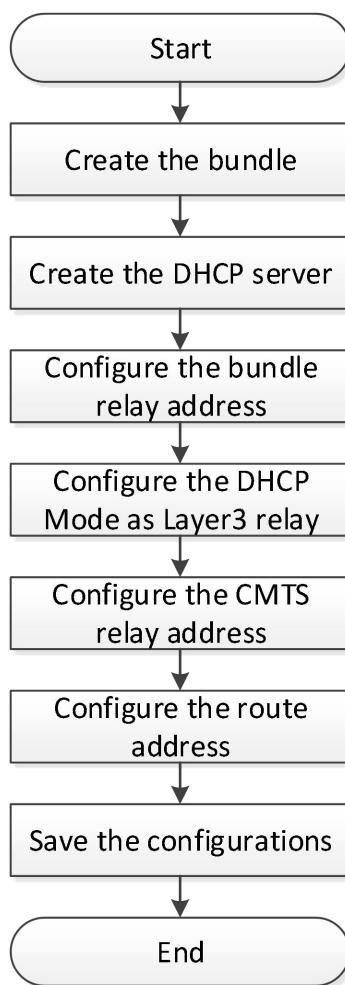 Start
Create the bundle
Create the DHCP server
Configure the bundle
relay address
Configure the DHCP
Mode as Layer3 relay
Configure the CMTS
relay address
Configure the route
address
Save the configurations
End